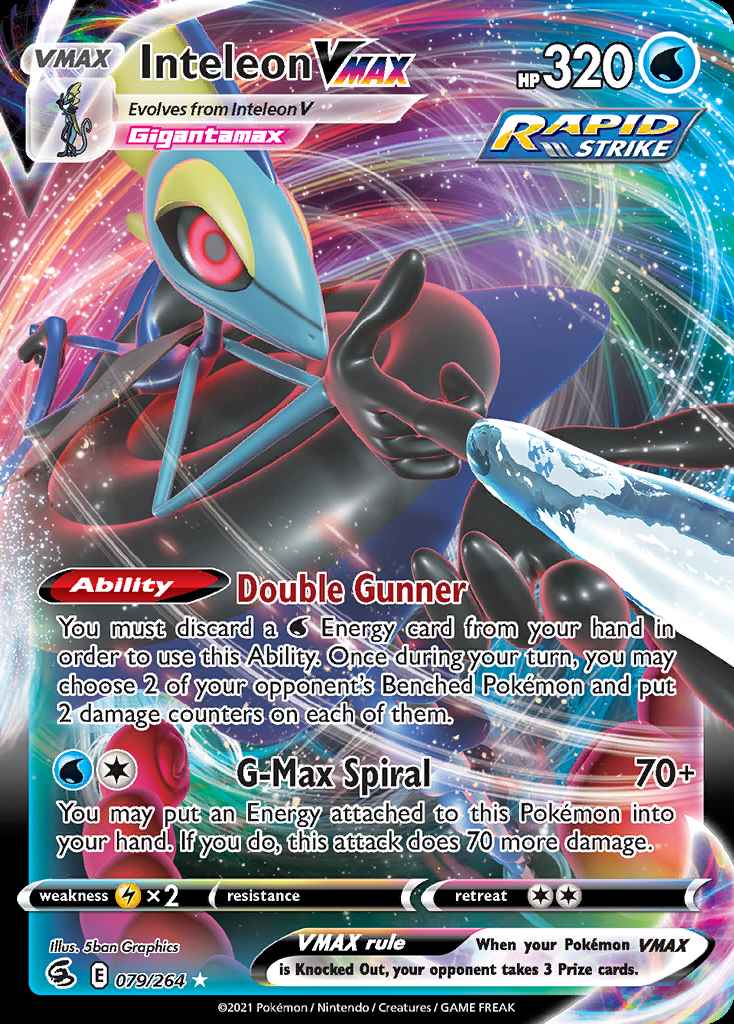 VMAX
Inteleon VMAX
HP 320
Evolves from Inteleon V
Gigantamax
RAPID
STRIKE
Ability Double Gunner
You must discard a Energy card from your hand in
order to use this Ability. Once during your turn, you may
choose 2 of your opponent's Benched Pokémon and put
2 damage counters on each of them.
G-Max Spiral 70+
You may put an Energy attached to this Pokémon into
your hand. If you do, this attack does 70 more damage.
weakness ×2 resistance retreat
Illus. 5ban Graphics
VMAX rule When your Pokémon VMAX
is Knocked Out, your opponent takes 3 Prize cards.
E 079/264 ★
©2021 Pokémon / Nintendo / Creatures / GAME FREAK